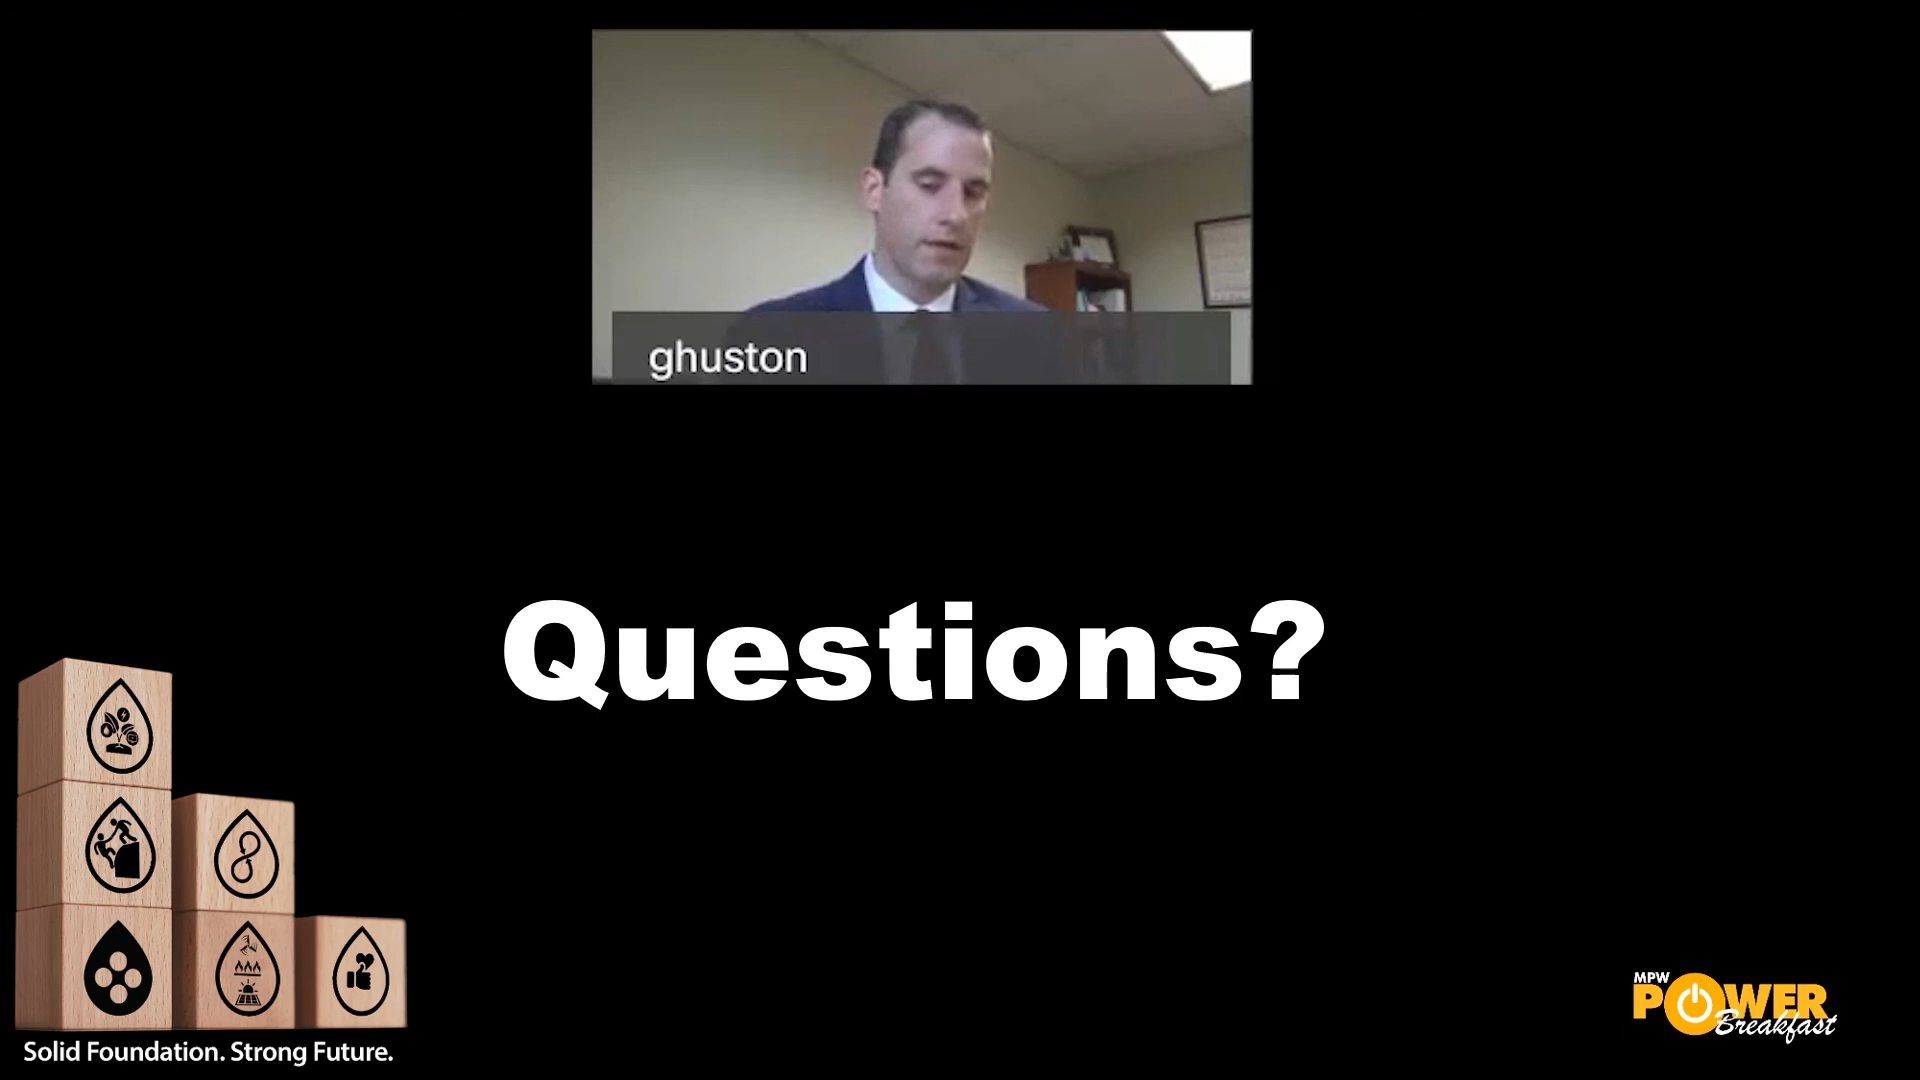 ghuston
Questions?
Solid Foundation. Strong Future.
MPW
POWER
Breakfast